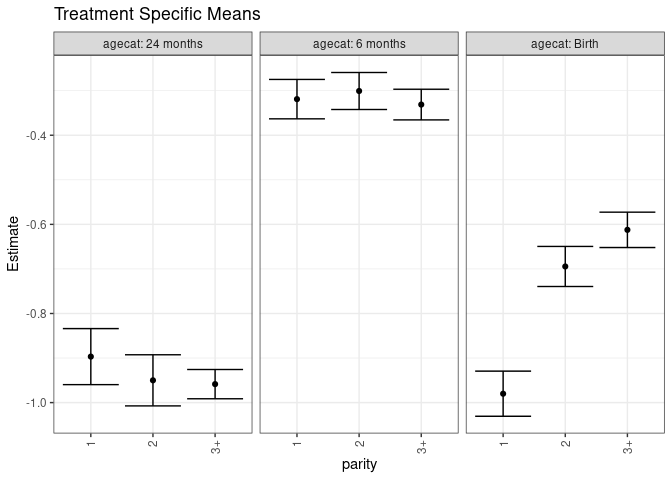 Treatment Specific Means
agecat: 24 months
agecat: 6 months
agecat: Birth
Estimate
-0.4
-0.6
-0.8
-1.0
1
2
3+
1
2
3+
1
2
3+
parity